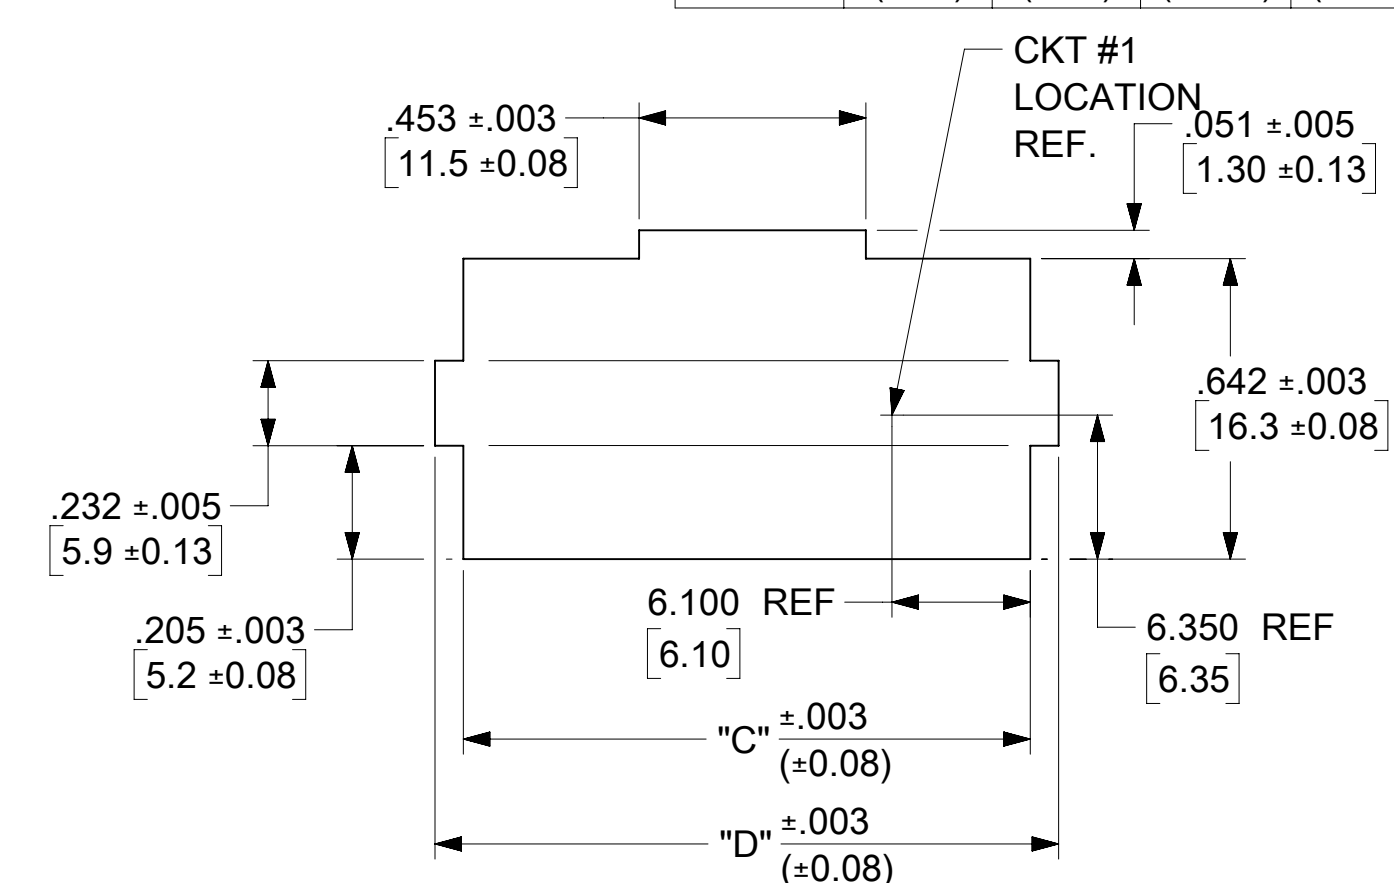 CKT #1
LOCATION
REF.
.453 ±.003
[11.5 ±0.08]
.051 ±.005
[1.30 ±0.13]
.642 ±.003
[16.3 ±0.08]
.232 ±.005
[5.9 ±0.13]
.205 ±.003
[5.2 ±0.08]
6.100 REF
[6.10]
6.350 REF
[6.35]
"C" ±.003
(±0.08)
"D" ±.003
(±0.08)